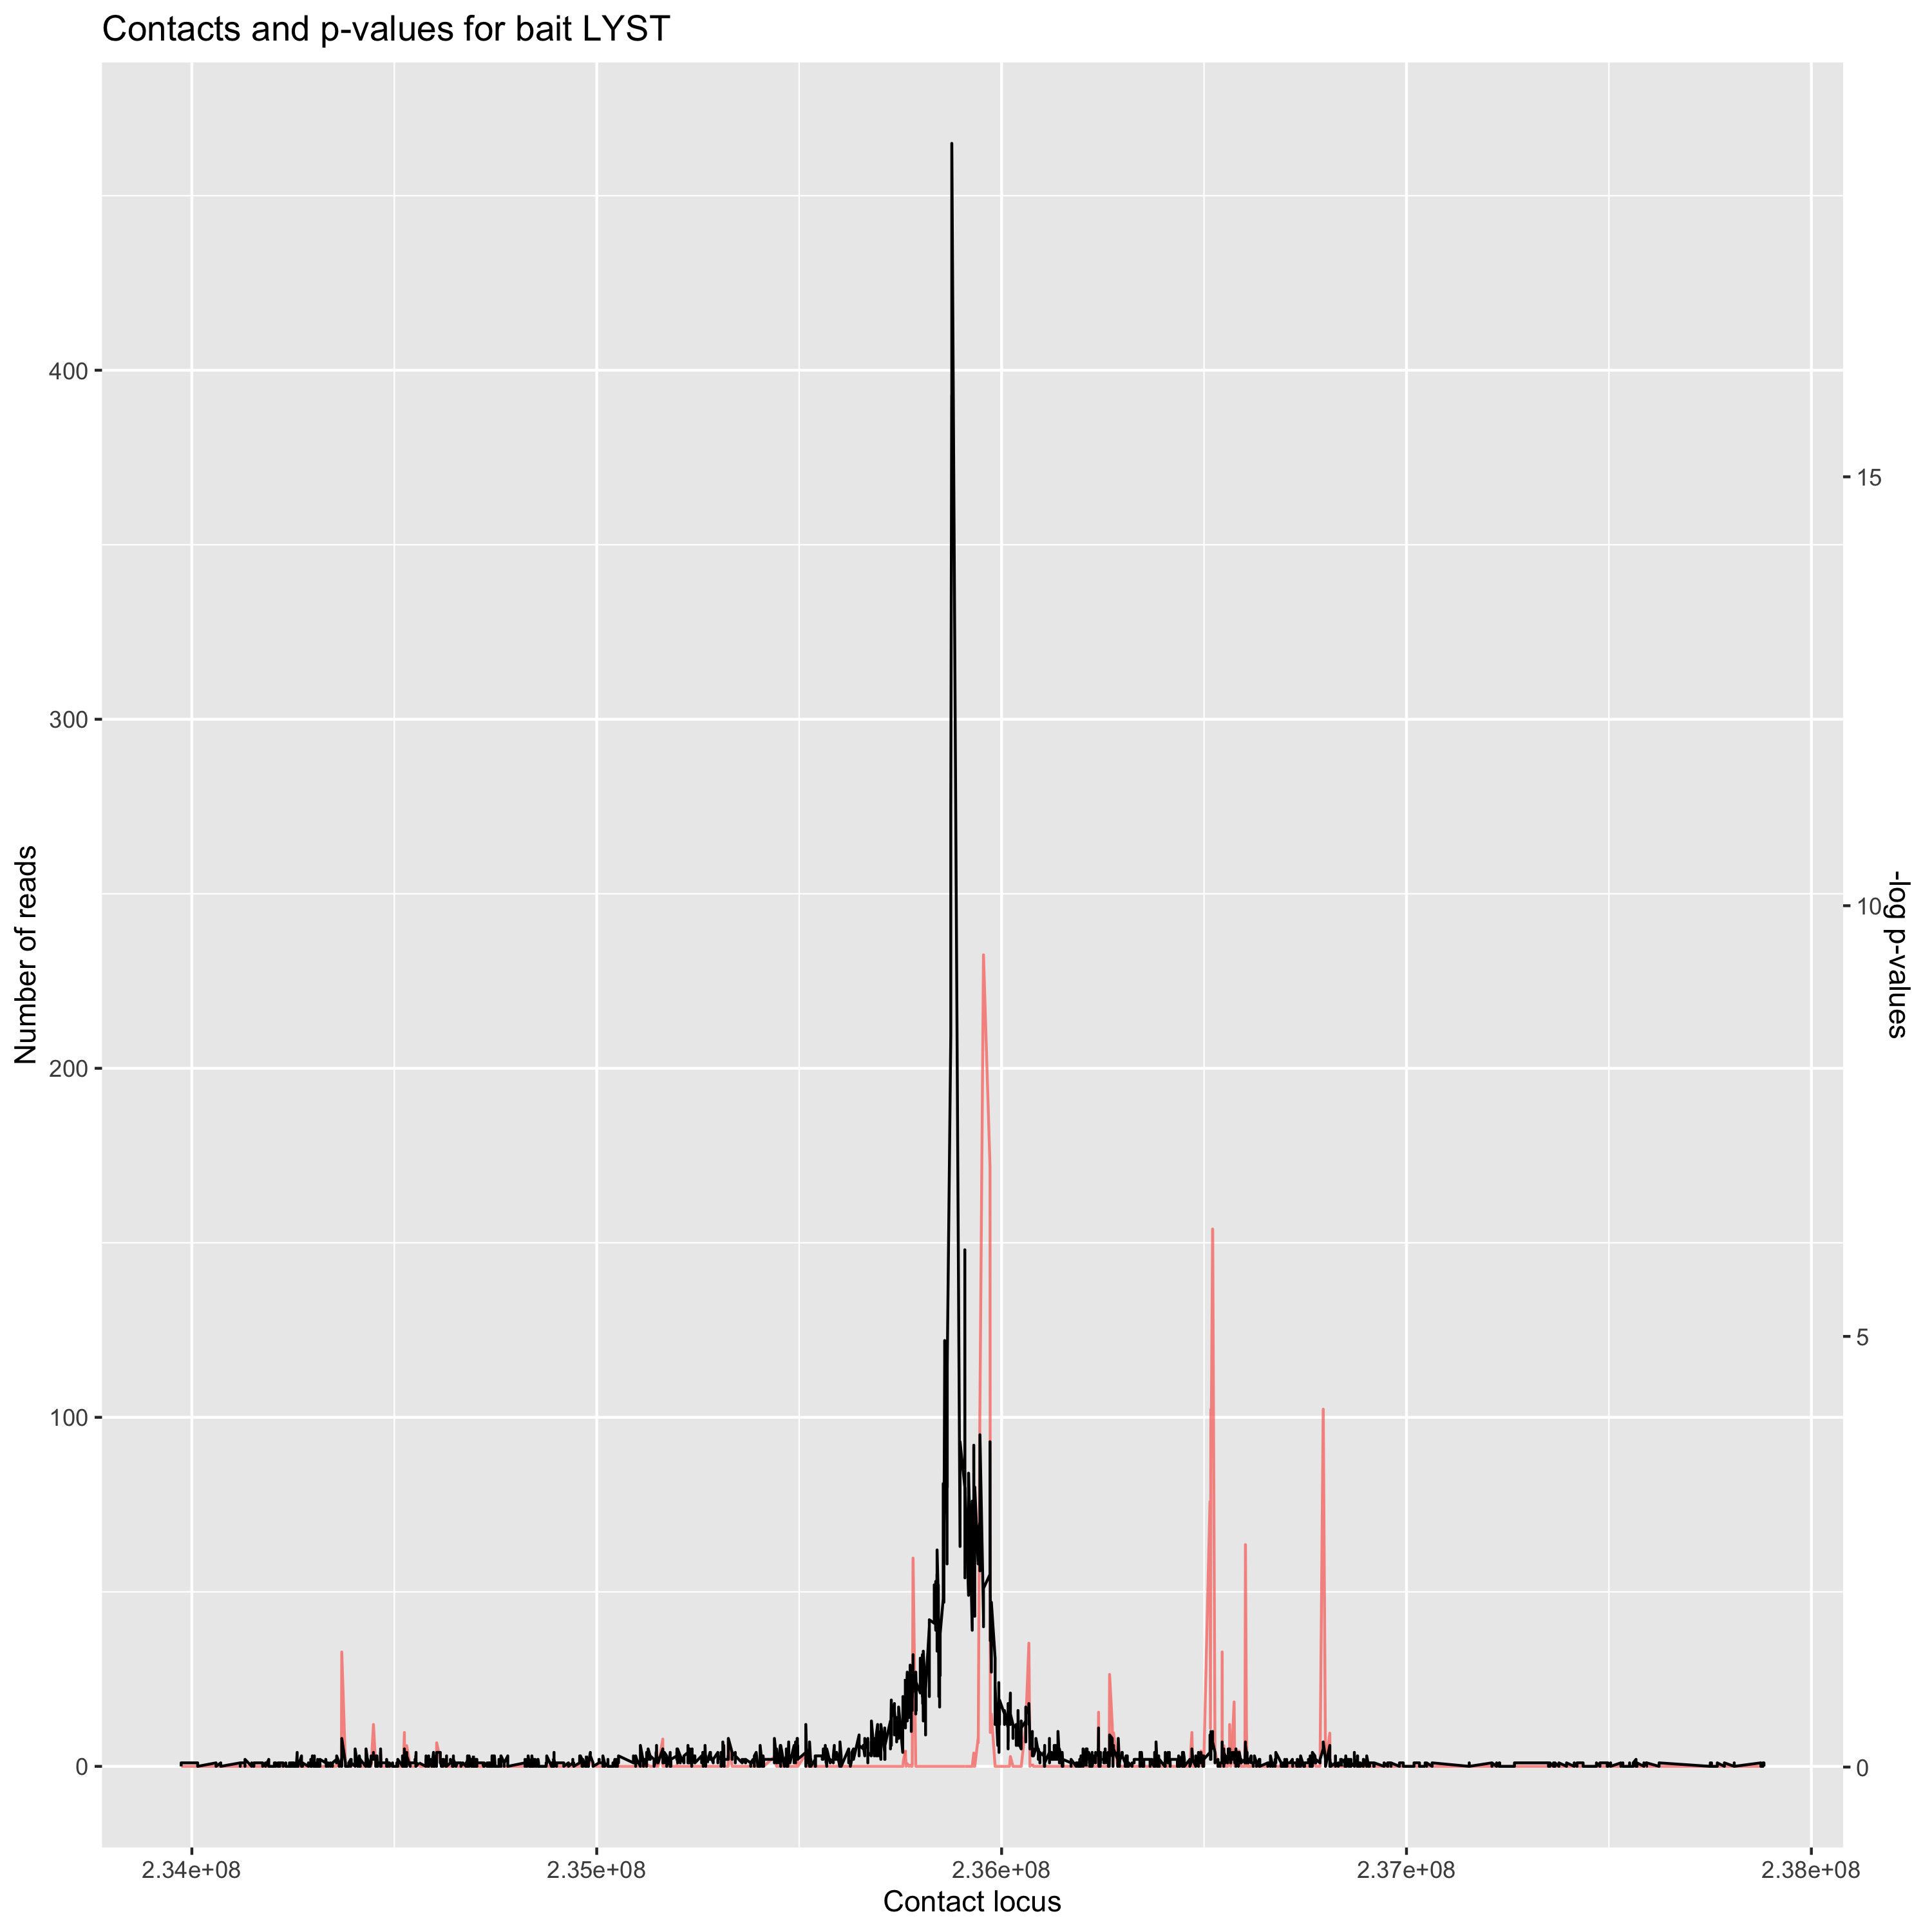 Contacts and p-values for bait LYST
Number of reads
400
300
200
100
0
15
10
5
0
-log p-values
2.34e+08
2.35e+08
2.36e+08
2.37e+08
2.38e+08
Contact locus